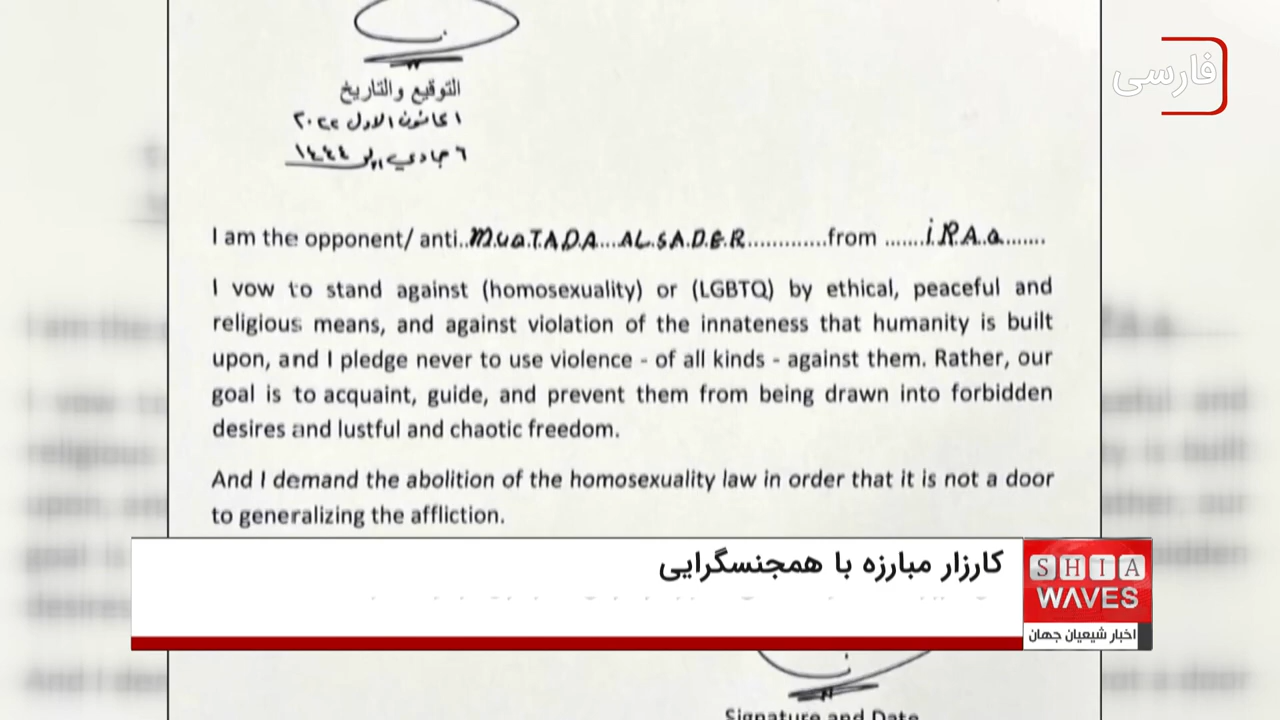 فارسی
التوقيع والتاريخ
١ كانون الاول ٢٠٢٢
٦ جمادي ١٤٤٤
I am the opponent/ anti..MUQTADA....AL.SADER.............from .......IRAQ.......
I vow to stand against (homosexuality) or (LGBTQ) by ethical, peaceful and
religious means, and against violation of the innateness that humanity is built
upon, and I pledge never to use violence - of all kinds - against them. Rather, our
goal is to acquaint, guide, and prevent them from being drawn into forbidden
desires and lustful and chaotic freedom.
And I demand the abolition of the homosexuality law in order that it is not a door
to generalizing the affliction.
کارزار مبارزه با همجنسگرایی
SHIA
WAVES
اخبار شیعیان جهان
Signature and Date